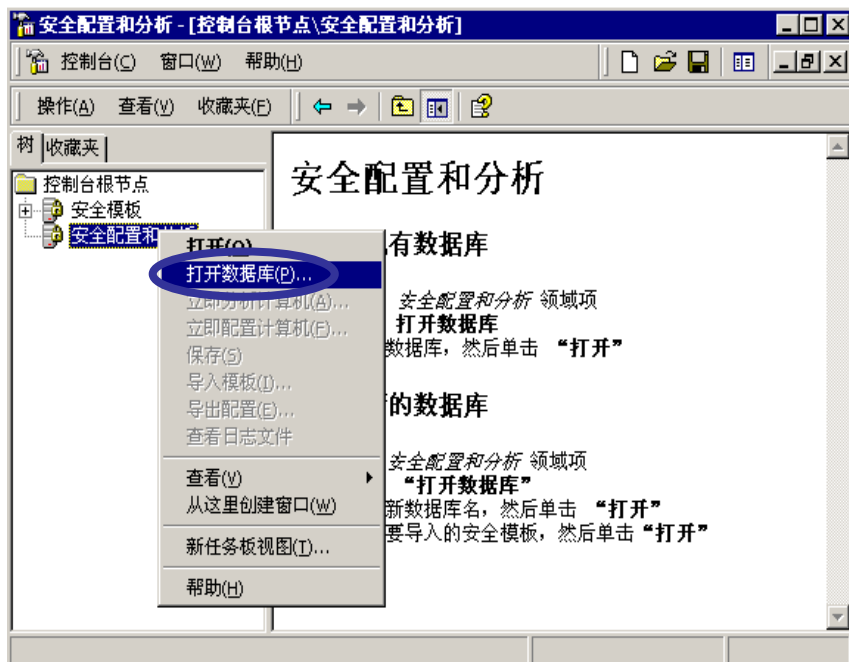 安全配置和分析 - [控制台根节点\安全配置和分析]
控制台(C) 窗口(W) 帮助(H)
操作(A) 查看(V) 收藏夹(F)
树 收藏夹
控制台根节点
安全模板
安全配置和
安全配置和分析
有数据库
安全配置和分析 领域项
打开数据库
数据库，然后单击 “打开”
的数据库
安全配置和分析 领域项
“打开数据库”
新数据库名，然后单击 “打开”
要导入的安全模板，然后单击“打开”
打开(O)
打开数据库(P)...
立即分析计算机(A)...
立即配置计算机(F)...
保存(S)
导入模板(I)...
导出配置(E)...
查看日志文件
查看(V)
从这里创建窗口(W)
新任务板视图(T)...
帮助(H)